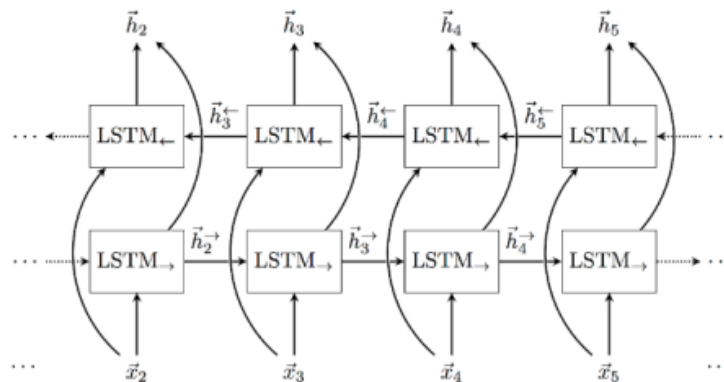 h⃗₂ h⃗₃ h⃗₄ h⃗₅
h⃗₃← h⃗₄← h⃗₅←
... LSTM← LSTM← LSTM← LSTM← ...
h⃗₂→ h⃗₃→ h⃗₄→
... LSTM→ LSTM→ LSTM→ LSTM→ ...
... x⃗₂ x⃗₃ x⃗₄ x⃗₅ ...